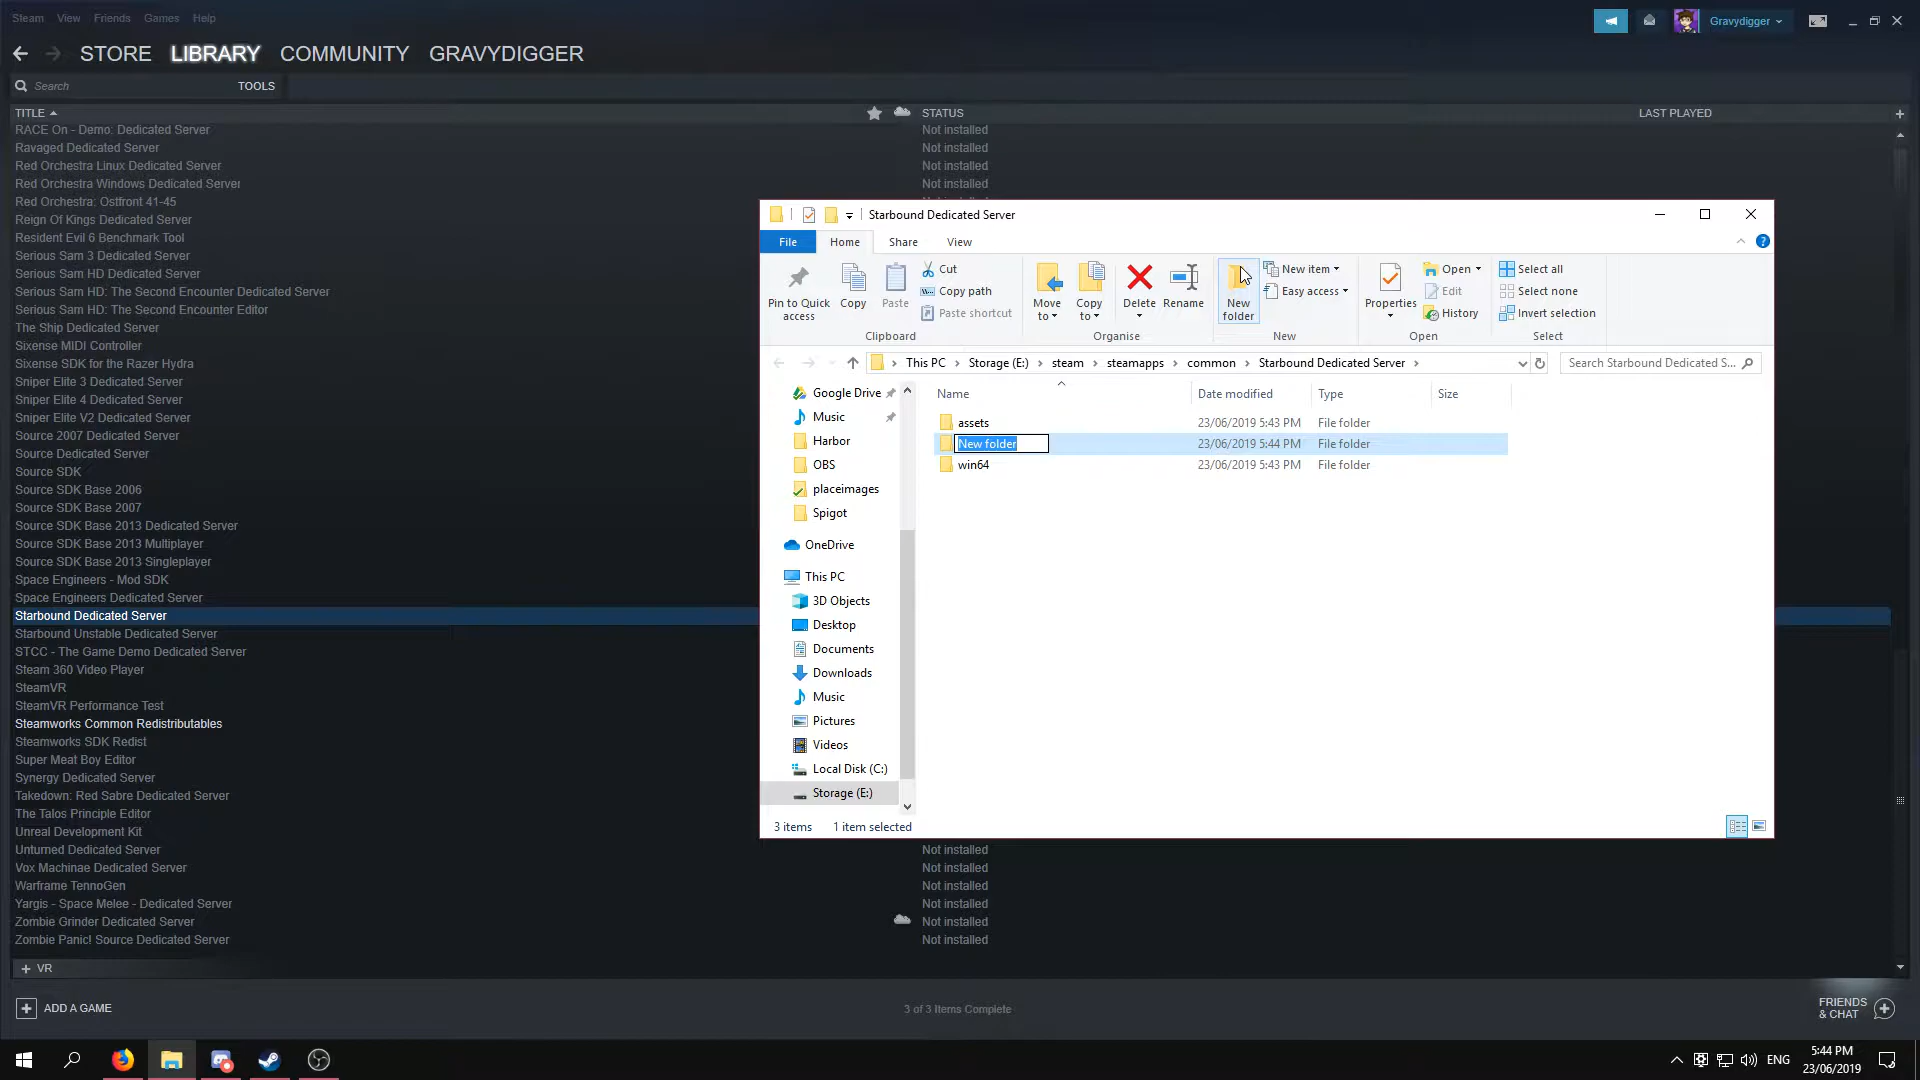 Steam View Friends Games Help
Gravydigger
STORE LIBRARY COMMUNITY GRAVYDIGGER
Search TOOLS
TITLE STATUS LAST PLAYED
RACE On - Demo: Dedicated Server Not installed
Ravaged Dedicated Server Not installed
Red Orchestra Linux Dedicated Server Not installed
Red Orchestra Windows Dedicated Server Not installed
Red Orchestra: Ostfront 41-45
Reign Of Kings Dedicated Server
Resident Evil 6 Benchmark Tool
Serious Sam 3 Dedicated Server
Serious Sam HD Dedicated Server
Serious Sam HD: The Second Encounter Dedicated Server
Serious Sam HD: The Second Encounter Editor
The Ship Dedicated Server
Sixense MIDI Controller
Sixense SDK for the Razer Hydra
Sniper Elite 3 Dedicated Server
Sniper Elite 4 Dedicated Server
Sniper Elite V2 Dedicated Server
Source 2007 Dedicated Server
Source Dedicated Server
Source SDK
Source SDK Base 2006
Source SDK Base 2007
Source SDK Base 2013 Dedicated Server
Source SDK Base 2013 Multiplayer
Source SDK Base 2013 Singleplayer
Space Engineers - Mod SDK
Space Engineers Dedicated Server
Starbound Dedicated Server
Starbound Unstable Dedicated Server
STCC - The Game Demo Dedicated Server
Steam 360 Video Player
SteamVR
SteamVR Performance Test
Steamworks Common Redistributables
Steamworks SDK Redist
Super Meat Boy Editor
Synergy Dedicated Server
Takedown: Red Sabre Dedicated Server
The Talos Principle Editor
Unreal Development Kit
Unturned Dedicated Server Not installed
Vox Machinae Dedicated Server Not installed
Warframe TennoGen Not installed
Yargis - Space Melee - Dedicated Server Not installed
Zombie Grinder Dedicated Server Not installed
Zombie Panic! Source Dedicated Server Not installed
+ VR
ADD A GAME
3 of 3 Items Complete
FRIENDS
& CHAT
Starbound Dedicated Server
File Home Share View
Pin to Quick
access
Copy
Paste
Cut
Copy path
Paste shortcut
Clipboard
Move
to
Copy
to
Delete
Rename
Organise
New
folder
New item
Easy access
New
Properties
Open
Edit
History
Open
Select all
Select none
Invert selection
Select
This PC Storage (E:) steam steamapps common Starbound Dedicated Server
Search Starbound Dedicated S...
Google Drive
Music
Harbor
OBS
placeimages
Spigot
OneDrive
This PC
3D Objects
Desktop
Documents
Downloads
Music
Pictures
Videos
Local Disk (C:)
Storage (E:)
Name Date modified Type Size
assets 23/06/2019 5:43 PM File folder
New folder 23/06/2019 5:44 PM File folder
win64 23/06/2019 5:43 PM File folder
3 items 1 item selected
ENG
5:44 PM
23/06/2019